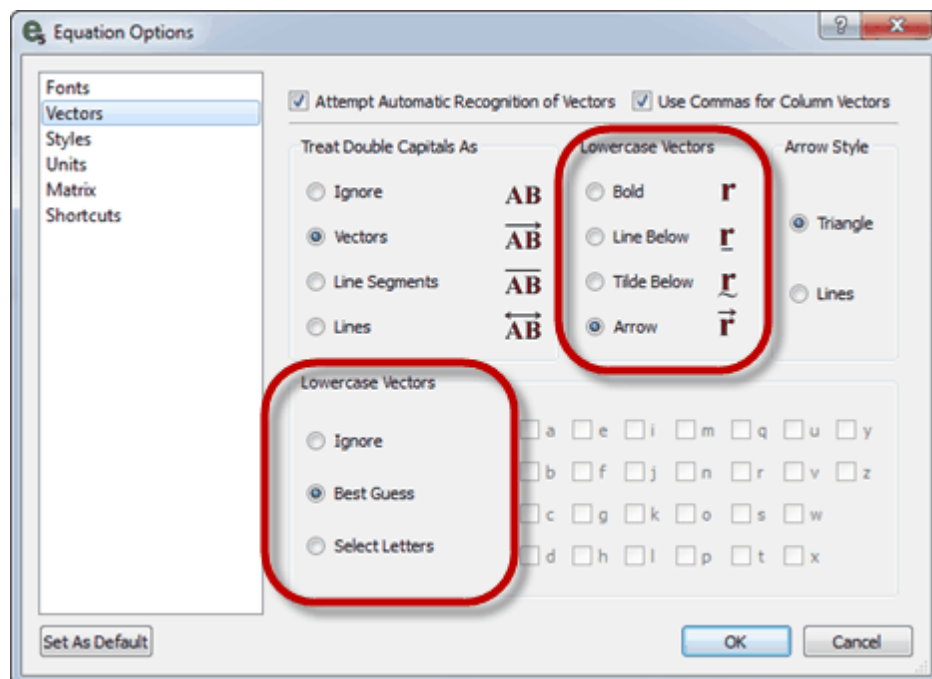 Equation Options
Fonts
Vectors
Styles
Units
Matrix
Shortcuts
Attempt Automatic Recognition of Vectors Use Commas for Column Vectors
Treat Double Capitals As
Ignore AB
Vectors AB
Line Segments AB
Lines AB
Lowercase Vectors
Bold r
Line Below r
Tilde Below r
Arrow r
Arrow Style
Triangle
Lines
Lowercase Vectors
Ignore
Best Guess
Select Letters
a e i m q u y
b f j n r v z
c g k o s w
d h l p t x
Set As Default
OK Cancel